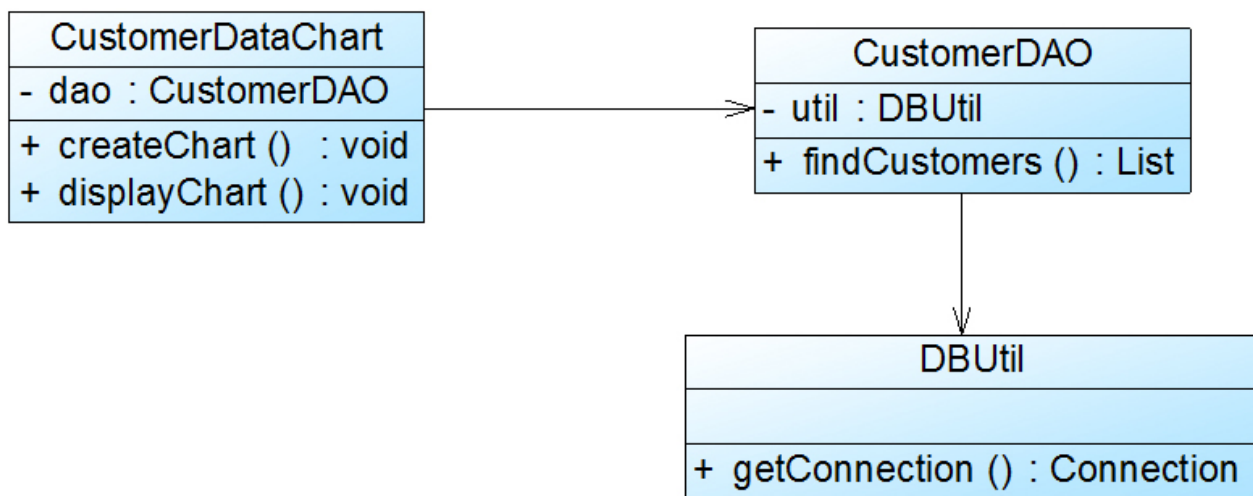 CustomerDataChart
- dao : CustomerDAO
+ createChart () : void
+ displayChart () : void
CustomerDAO
- util : DBUtil
+ findCustomers () : List
DBUtil
+ getConnection () : Connection